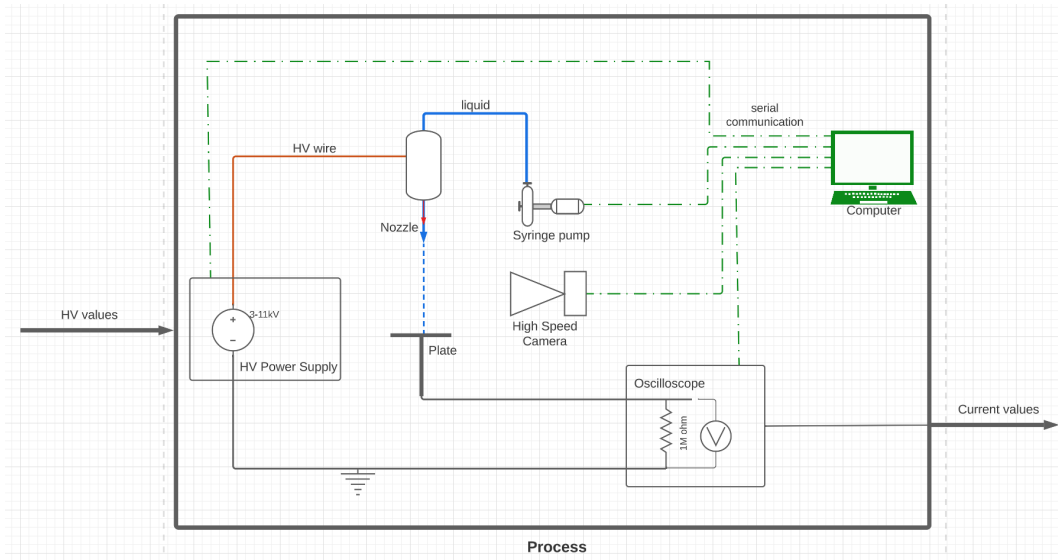 liquid
serial
communication
HV wire
Computer
Nozzle
Syringe pump
HV values
3-11kV
+
−
High Speed
Camera
Plate
HV Power Supply
Oscilloscope
1M ohm
V
Current values
Process